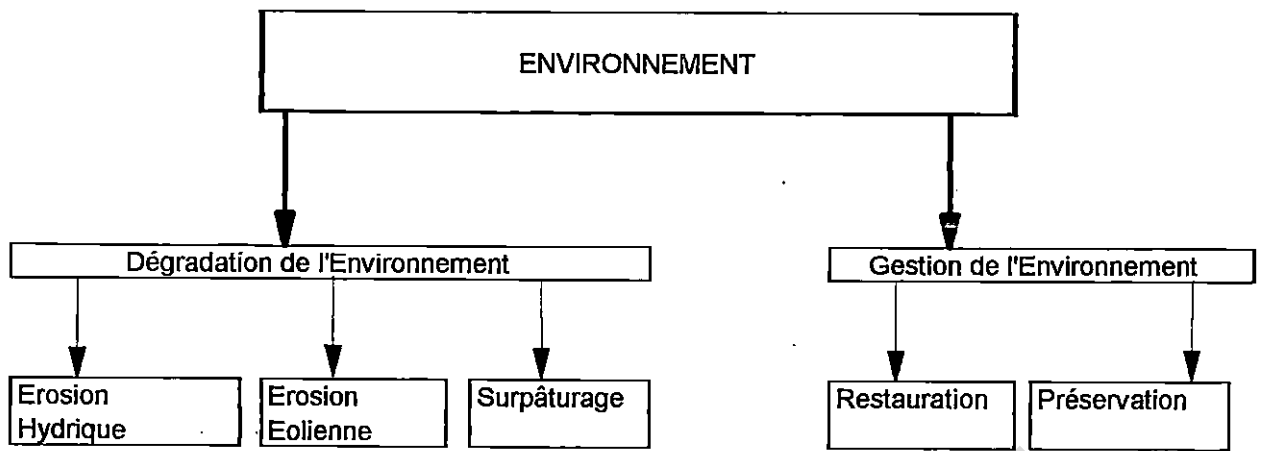 ENVIRONNEMENT
Dégradation de l'Environnement
Gestion de l'Environnement
Erosion
Hydrique
Erosion
Eolienne
Surpâturage
Restauration
Préservation